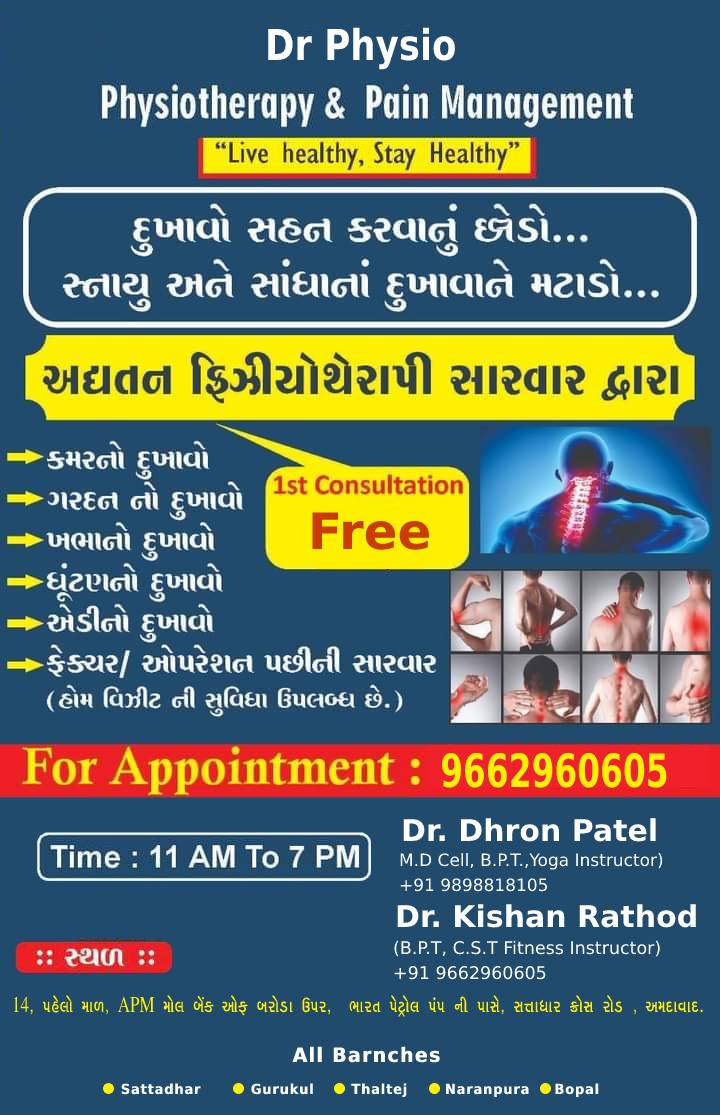 Dr Physio
Physiotherapy & Pain Management
“Live healthy, Stay Healthy”
દુખાવો સહન કરવાનું છોડો...
સ્નાયુ અને સાંધાનાં દુખાવાને મટાડો...
અદ્યતન ફિઝીયોથેરાપી સારવાર દ્વારા
1st Consultation
Free
કમરનો દુખાવો
ગરદન નો દુખાવો
ખભાનો દુખાવો
ઘૂંટણનો દુખાવો
એડીનો દુખાવો
ફ્રેક્ચર/ ઓપરેશન પછીની સારવાર
(હોમ વિઝીટ ની સુવિધા ઉપલબ્ધ છે.)
For Appointment : 9662960605
Time : 11 AM To 7 PM
Dr. Dhron Patel
M.D Cell, B.P.T.,Yoga Instructor)
+91 9898818105
Dr. Kishan Rathod
(B.P.T, C.S.T Fitness Instructor)
+91 9662960605
:: સ્થળ ::
14, પહેલો માળ, APM મોલ બેંક ઓફ બરોડા ઉપર, ભારત પેટ્રોલ પંપ ની પાસે, સત્તાધાર ક્રોસ રોડ , અમદાવાદ.
All Barnches
Sattadhar Gurukul Thaltej Naranpura Bopal